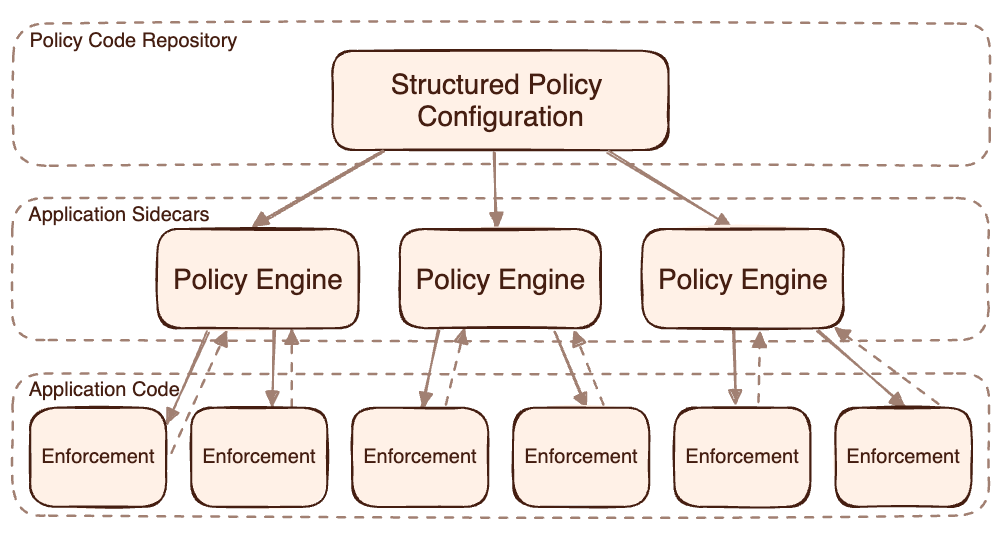 Policy Code Repository
Structured Policy
Configuration
Application Sidecars
Policy Engine
Policy Engine
Policy Engine
Application Code
Enforcement
Enforcement
Enforcement
Enforcement
Enforcement
Enforcement